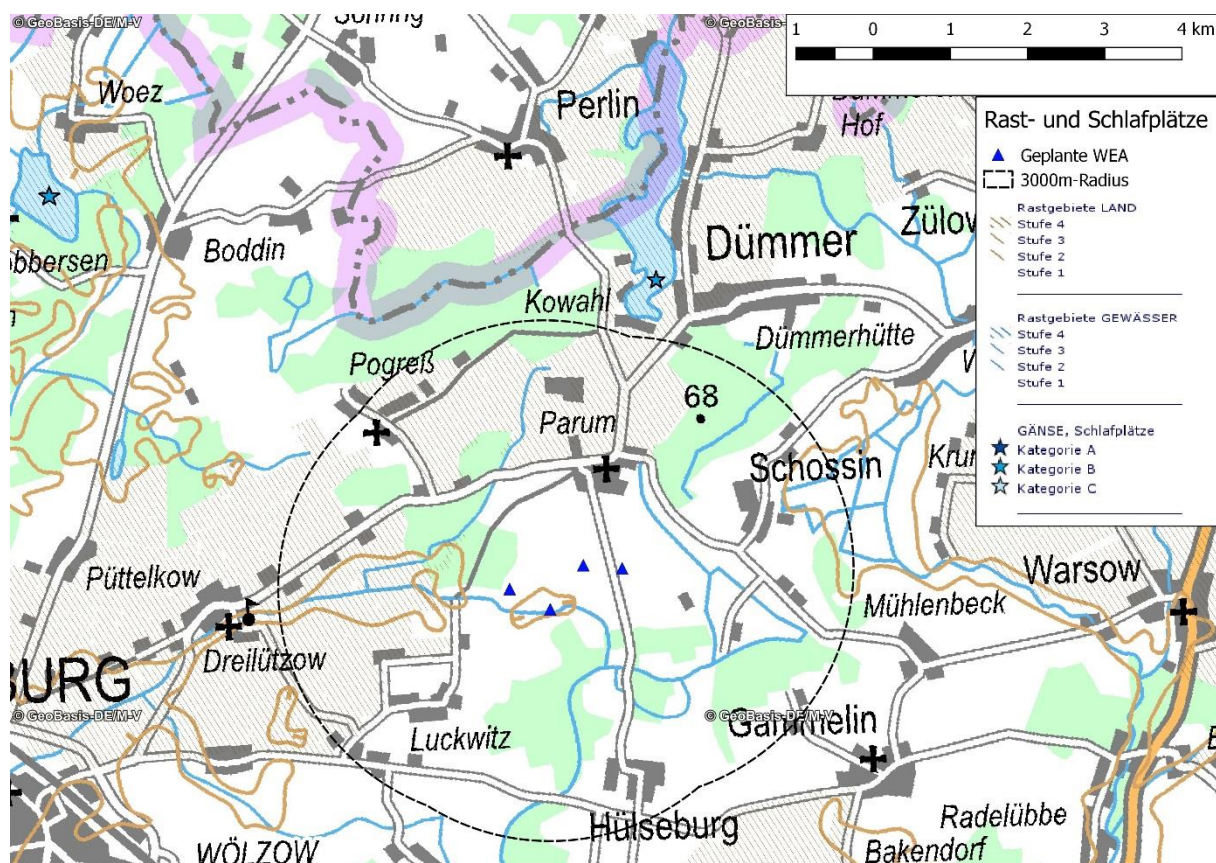 © GeoBasis-DE/M-V
© GeoBasis-DE/M-V
1 0 1 2 3 4 km
Woez
Perlin
Hof
Rast- und Schlafplätze
Geplante WEA
3000m-Radius
Rastgebiete LAND
Stufe 4
Stufe 3
Stufe 2
Stufe 1
Rastgebiete GEWÄSSER
Stufe 4
Stufe 3
Stufe 2
Stufe 1
GÄNSE, Schlafplätze
Kategorie A
Kategorie B
Kategorie C
Boddin
Dümmer
Zülow
Kowahl
Dümmerhütte
Pogreß
68
Parum
Schossin
Püttelkow
Warsow
Mühlenbeck
Dreilützow
BURG
© GeoBasis-DE/M-V
© GeoBasis-DE/M-V
Luckwitz
Gammelin
Hülseburg
Radelübbe
Bakendorf
WÖLZOW